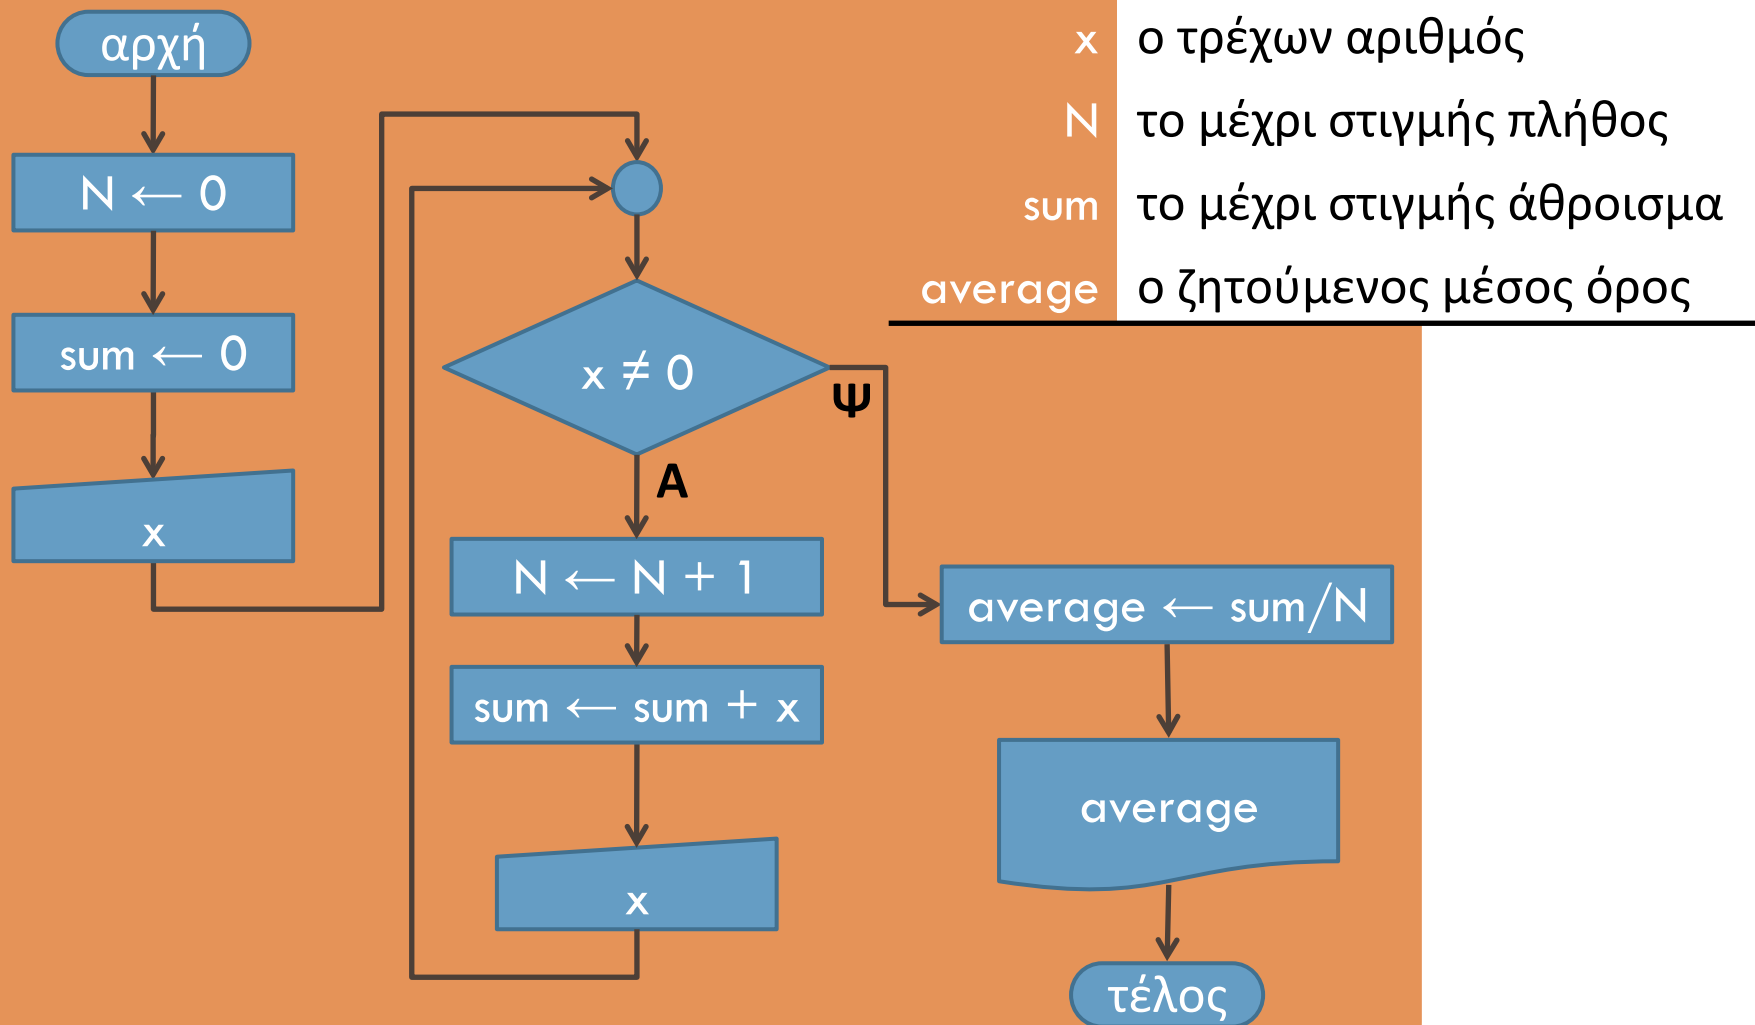 αρχή
N ← 0
sum ← 0
x
x ≠ 0
Ψ
Α
N ← N + 1
sum ← sum + x
x
average ← sum/N
average
τέλος
x ο τρέχων αριθμός
N το μέχρι στιγμής πλήθος
sum το μέχρι στιγμής άθροισμα
average ο ζητούμενος μέσος όρος